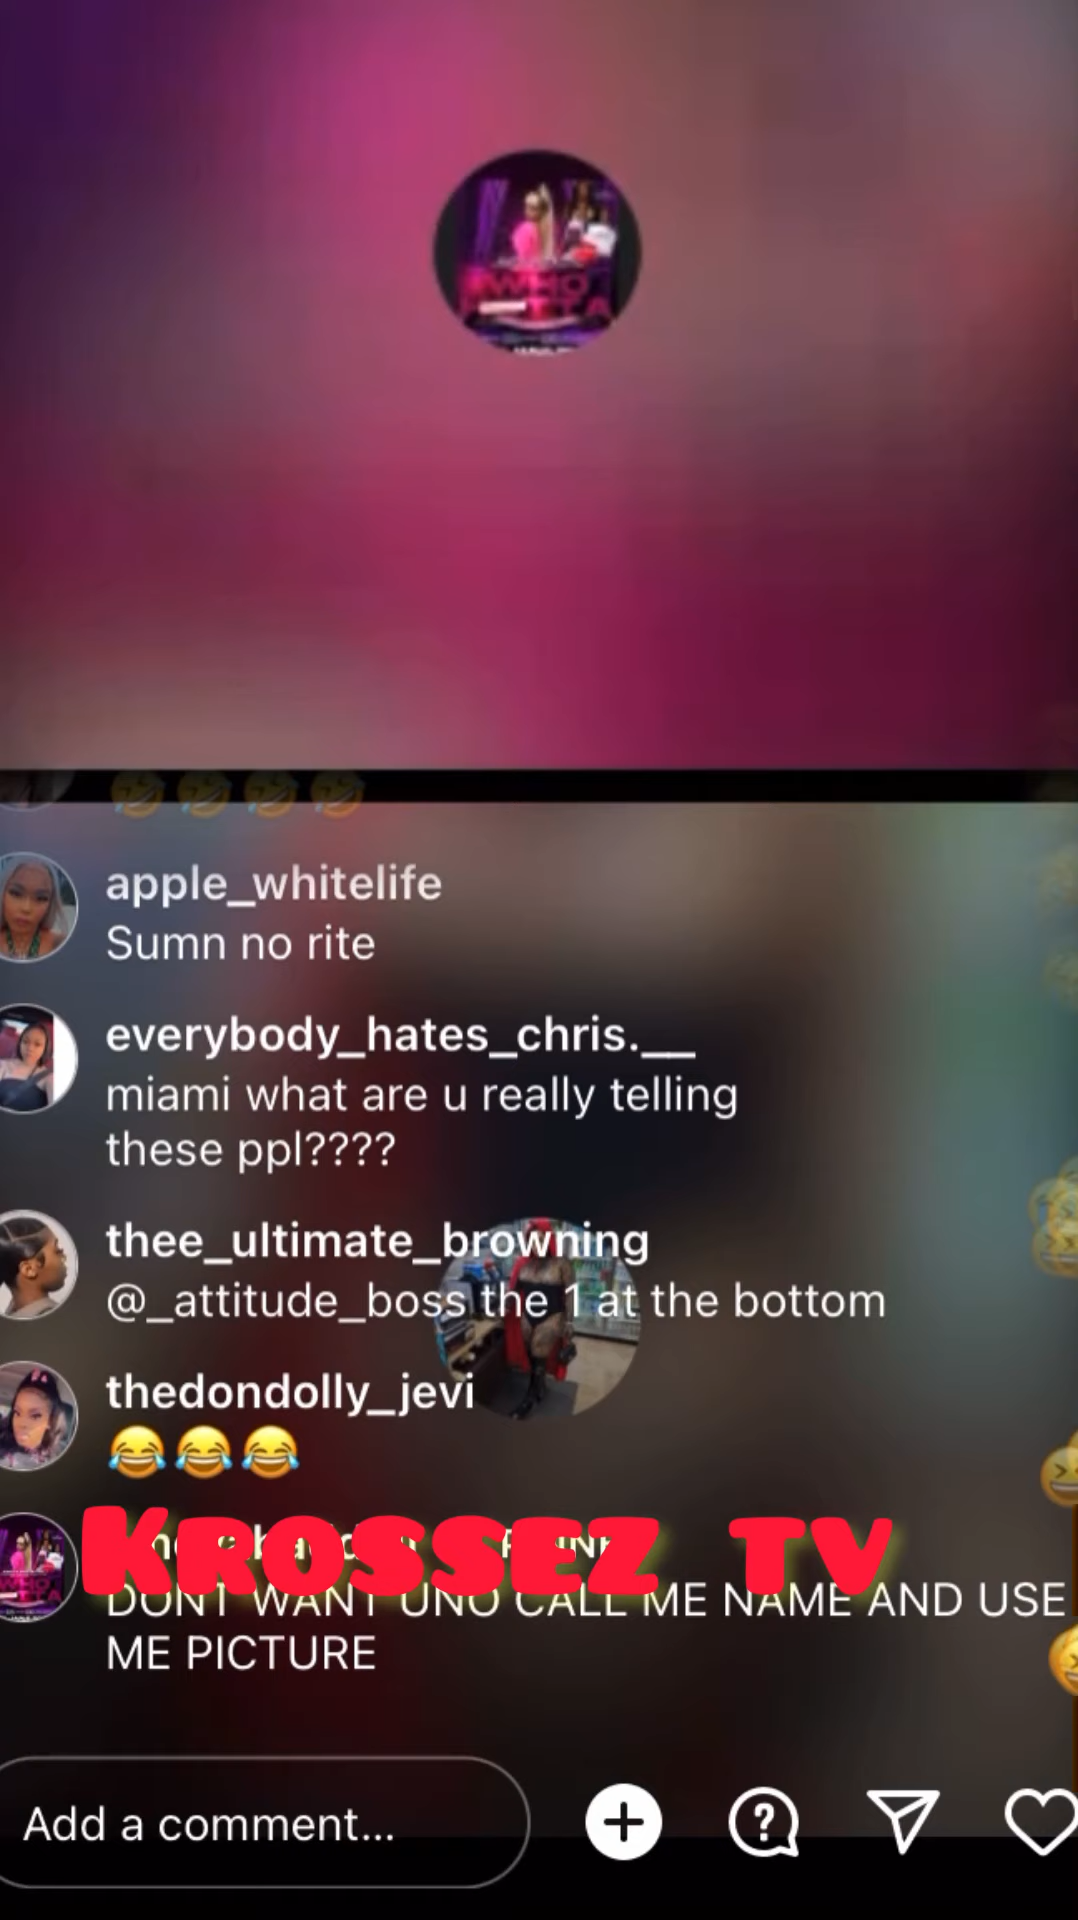 WHO
apple_whitelife
Sumn no rite
everybody_hates_chris.__
miami what are u really telling
these ppl????
thee_ultimate_browning
@_attitude_boss the 1 at the bottom
thedondolly_jevi
😂😂😂
KROSSEZ TV
DONT WANT UNO CALL ME NAME AND USE
ME PICTURE
Add a comment...